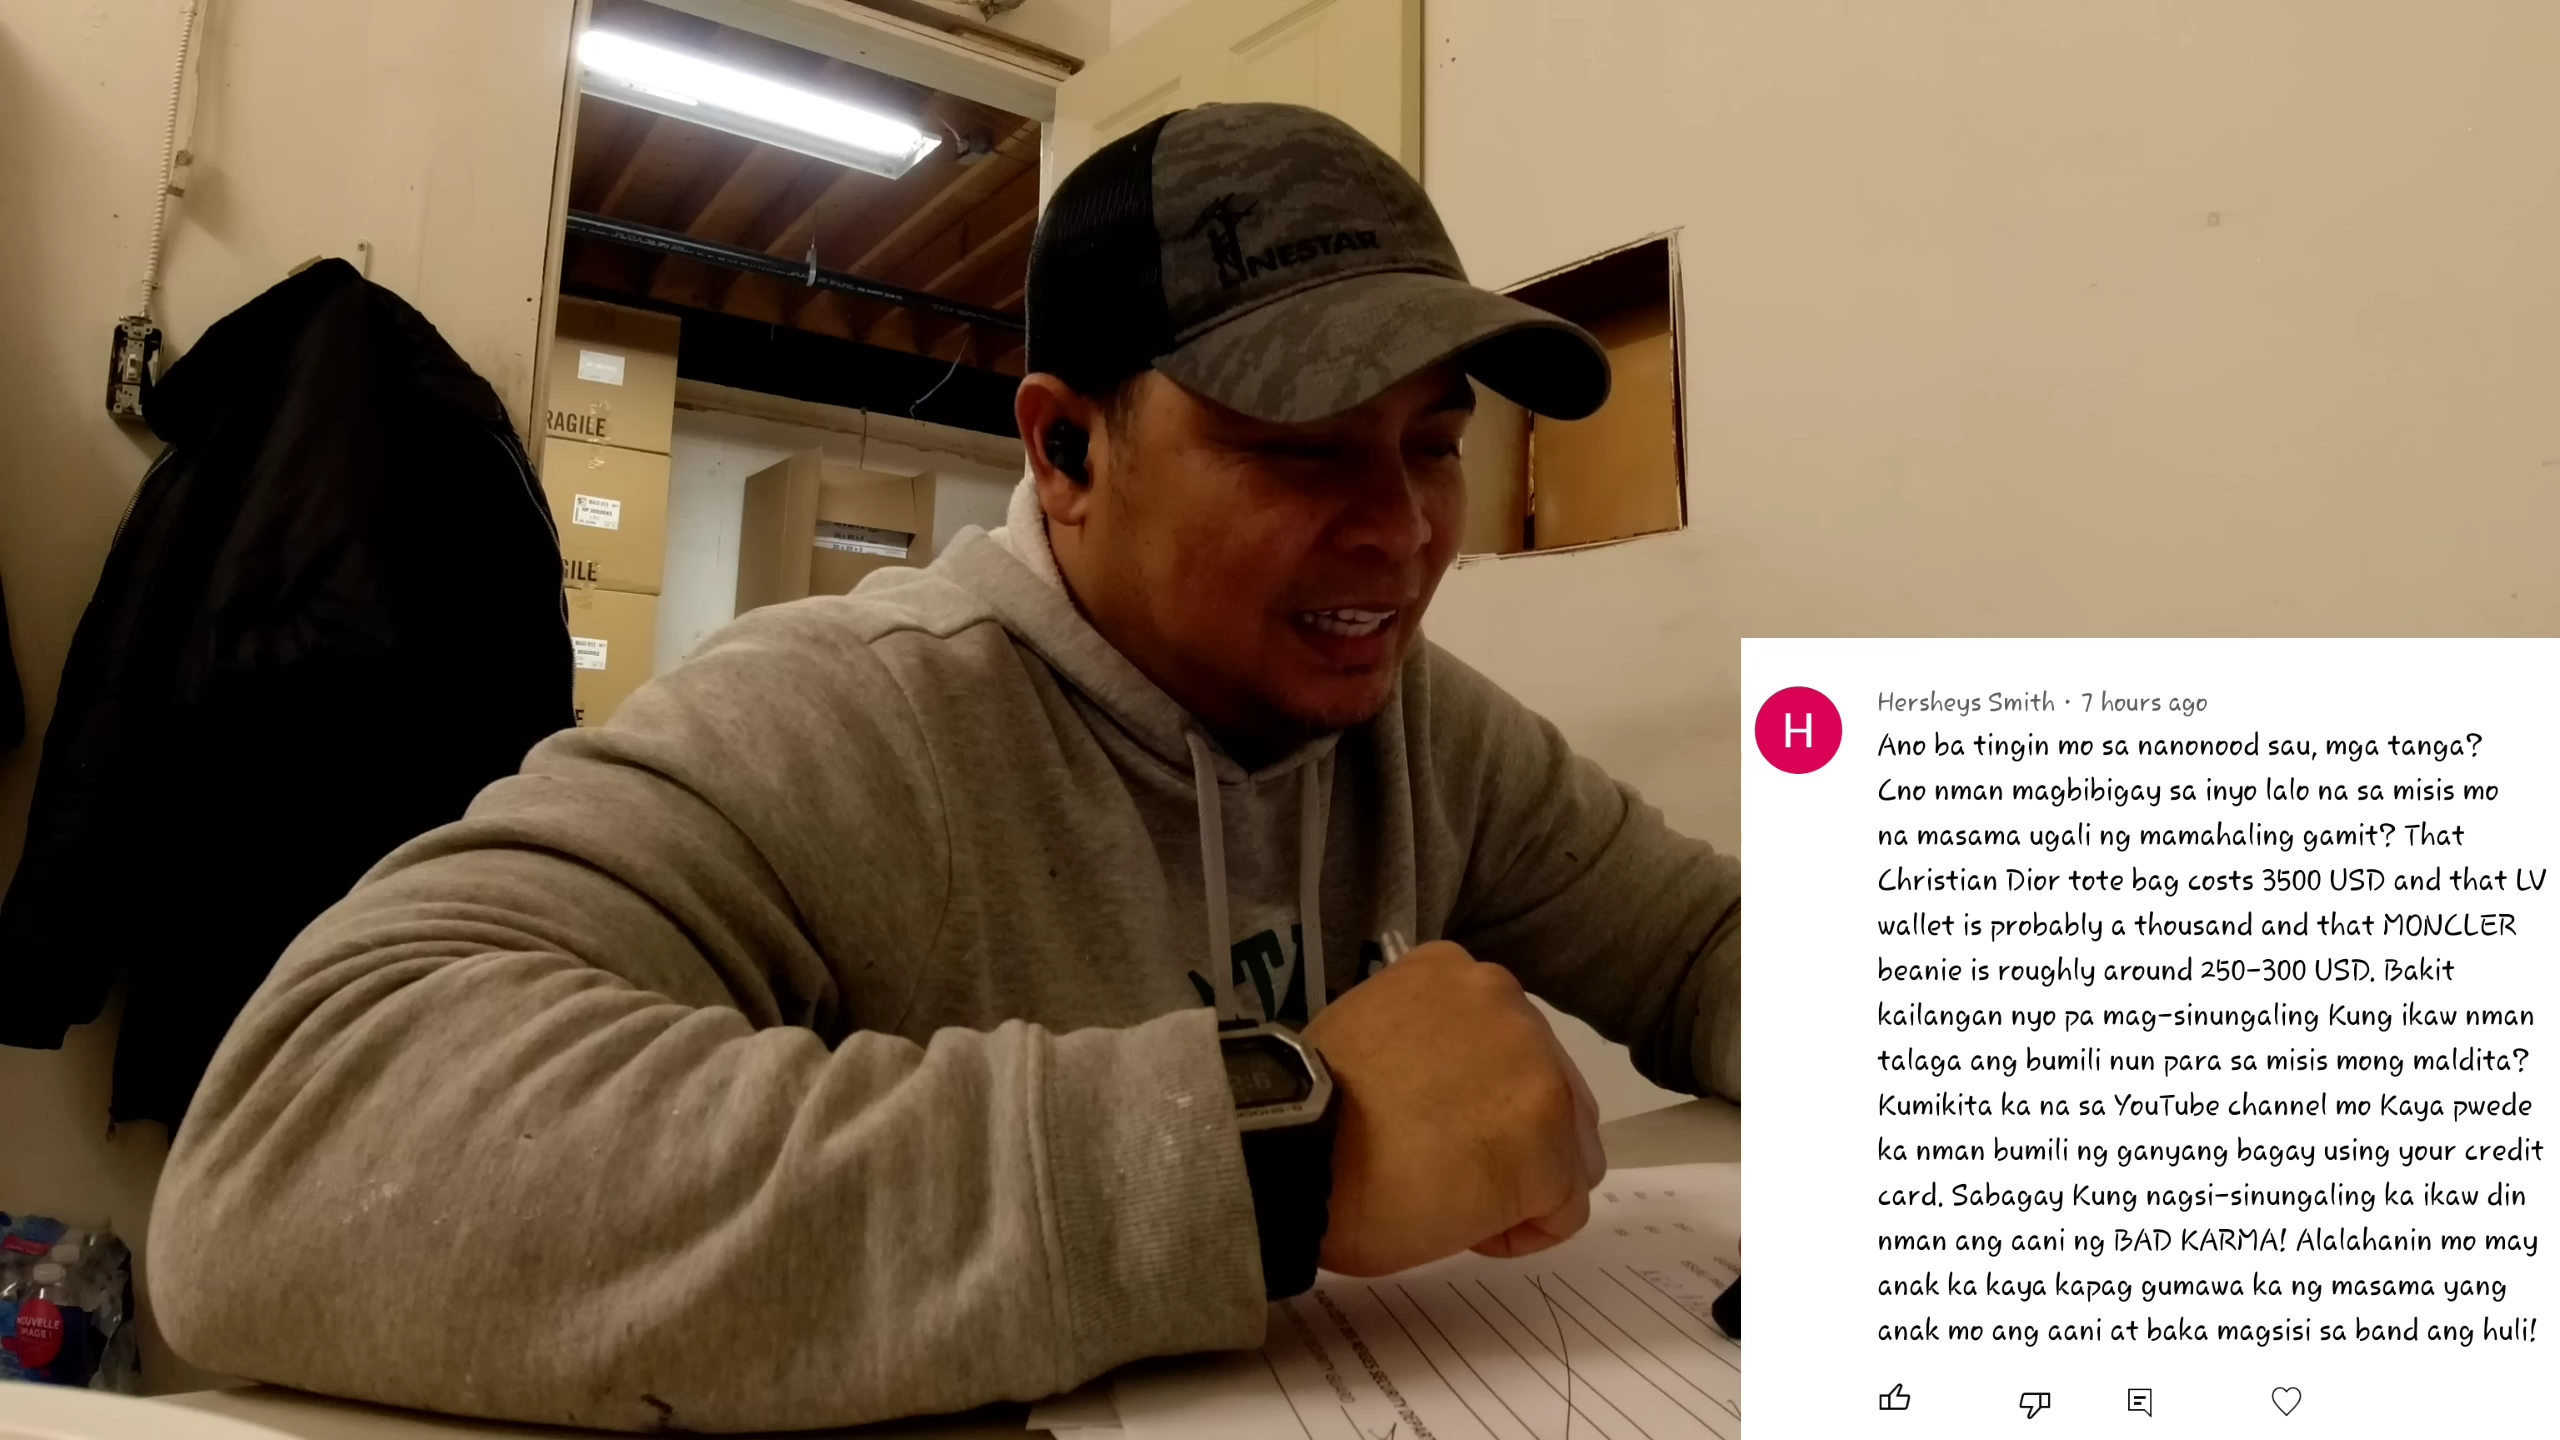 NESTAR
RAGILE
GILE
E
G-SHOCK
NOUVELLE
IMAGE!
H
Hersheys Smith · 7 hours ago
Ano ba tingin mo sa nanonood sau, mga tanga?
Cno nman magbibigay sa inyo lalo na sa misis mo
na masama ugali ng mamahaling gamit? That
Christian Dior tote bag costs 3500 USD and that LV
wallet is probably a thousand and that MONCLER
beanie is roughly around 250-300 USD. Bakit
kailangan nyo pa mag-sinungaling Kung ikaw nman
talaga ang bumili nun para sa misis mong maldita?
Kumikita ka na sa YouTube channel mo Kaya pwede
ka nman bumili ng ganyang bagay using your credit
card. Sabagay Kung nagsi-sinungaling ka ikaw din
nman ang aani ng BAD KARMA! Alalahanin mo may
anak ka kaya kapag gumawa ka ng masama yang
anak mo ang aani at baka magsisi sa band ang huli!